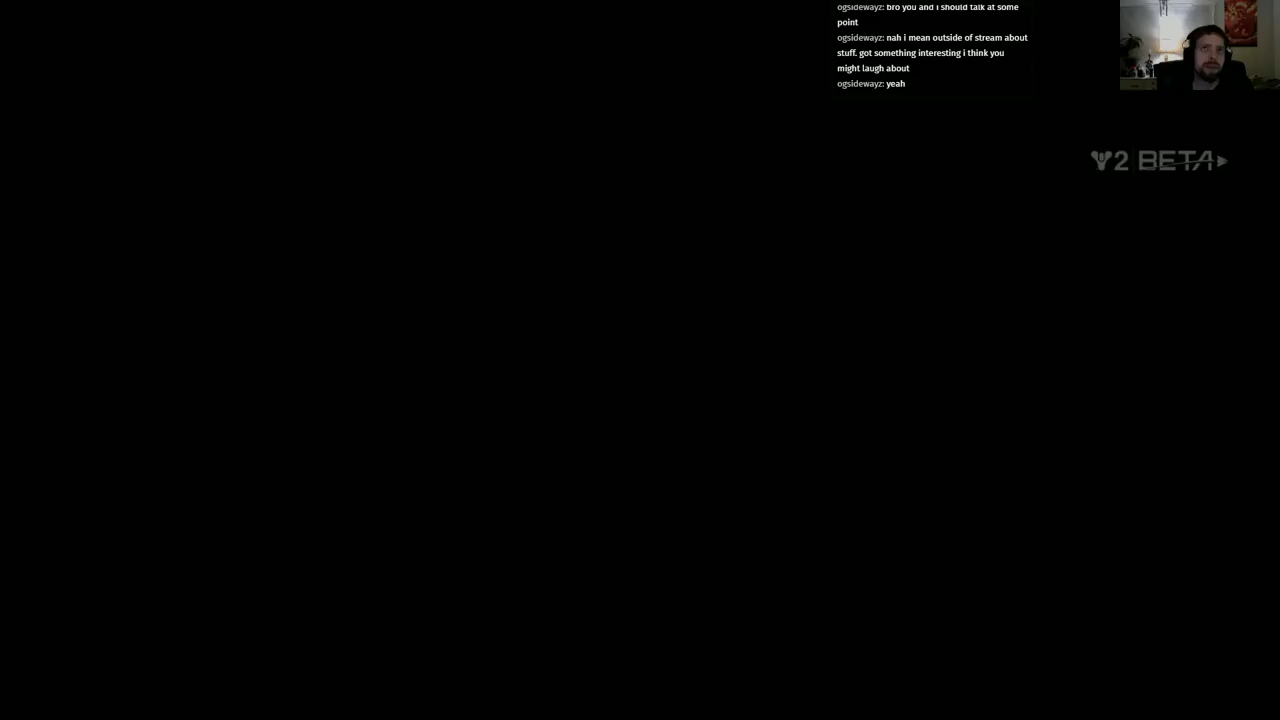 ogsidewayz: bro you and i should talk at some
point
ogsidewayz: nah i mean outside of stream about
stuff. got something interesting i think you
might laugh about
ogsidewayz: yeah
2 BETA